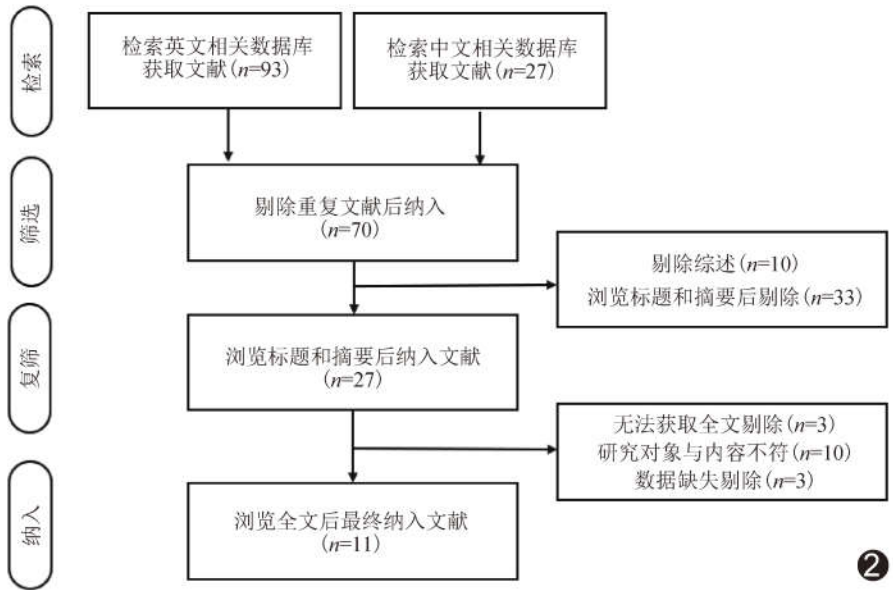 检索
检索英文相关数据库
获取文献(n=93)
检索中文相关数据库
获取文献(n=27)
筛选
剔除重复文献后纳入
(n=70)
剔除综述(n=10)
浏览标题和摘要后剔除(n=33)
复筛
浏览标题和摘要后纳入文献
(n=27)
无法获取全文剔除(n=3)
研究对象与内容不符(n=10)
数据缺失剔除(n=3)
纳入
浏览全文后最终纳入文献
(n=11)
2